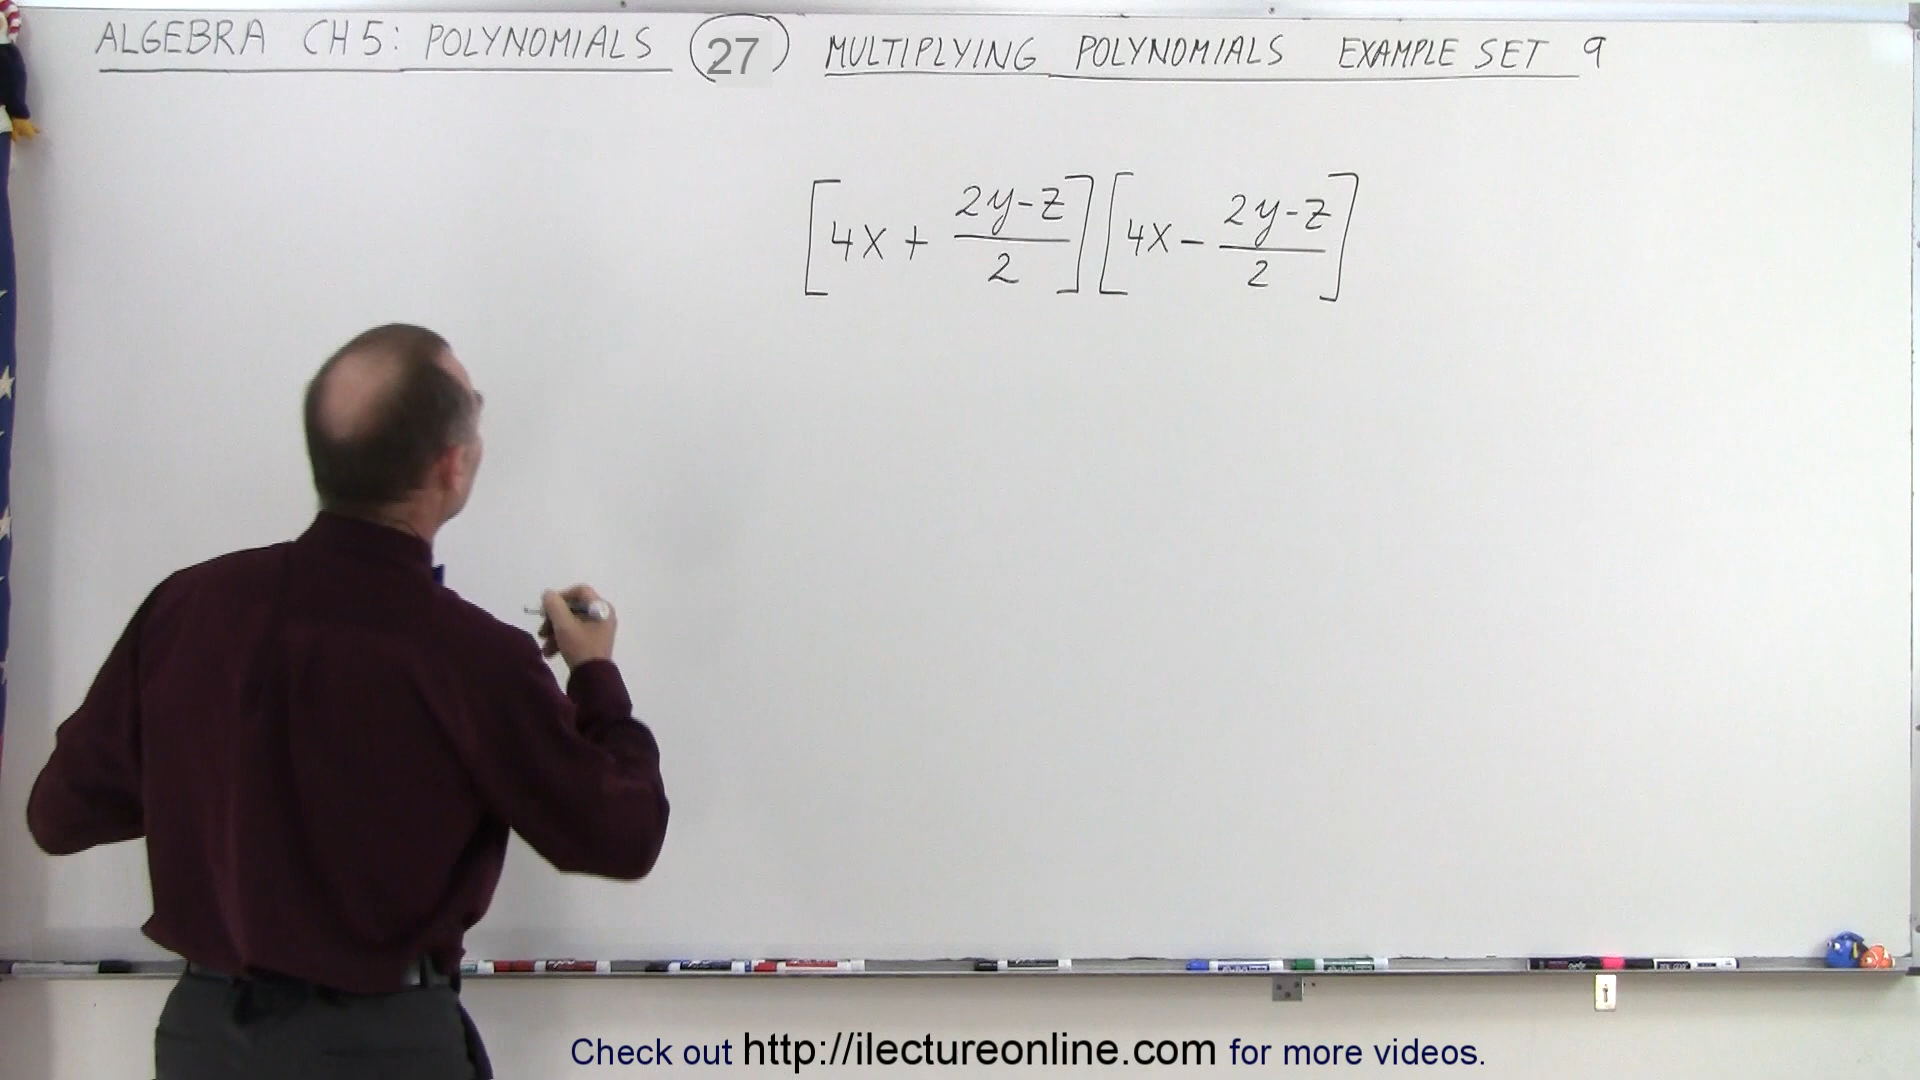 ALGEBRA CH 5: POLYNOMIALS 27 MULTIPLYING POLYNOMIALS EXAMPLE SET 9
[4x + (2y-z)/2][4x - (2y-z)/2]
Check out http://ilectureonline.com for more videos.